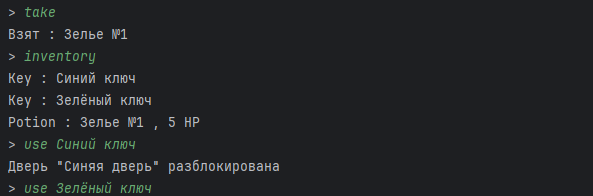 > take
Взят : Зелье №1
> inventory
Key : Синий ключ
Key : Зелёный ключ
Potion : Зелье №1 , 5 HP
> use Синий ключ
Дверь "Синяя дверь" разблокирована
> use Зелёный ключ